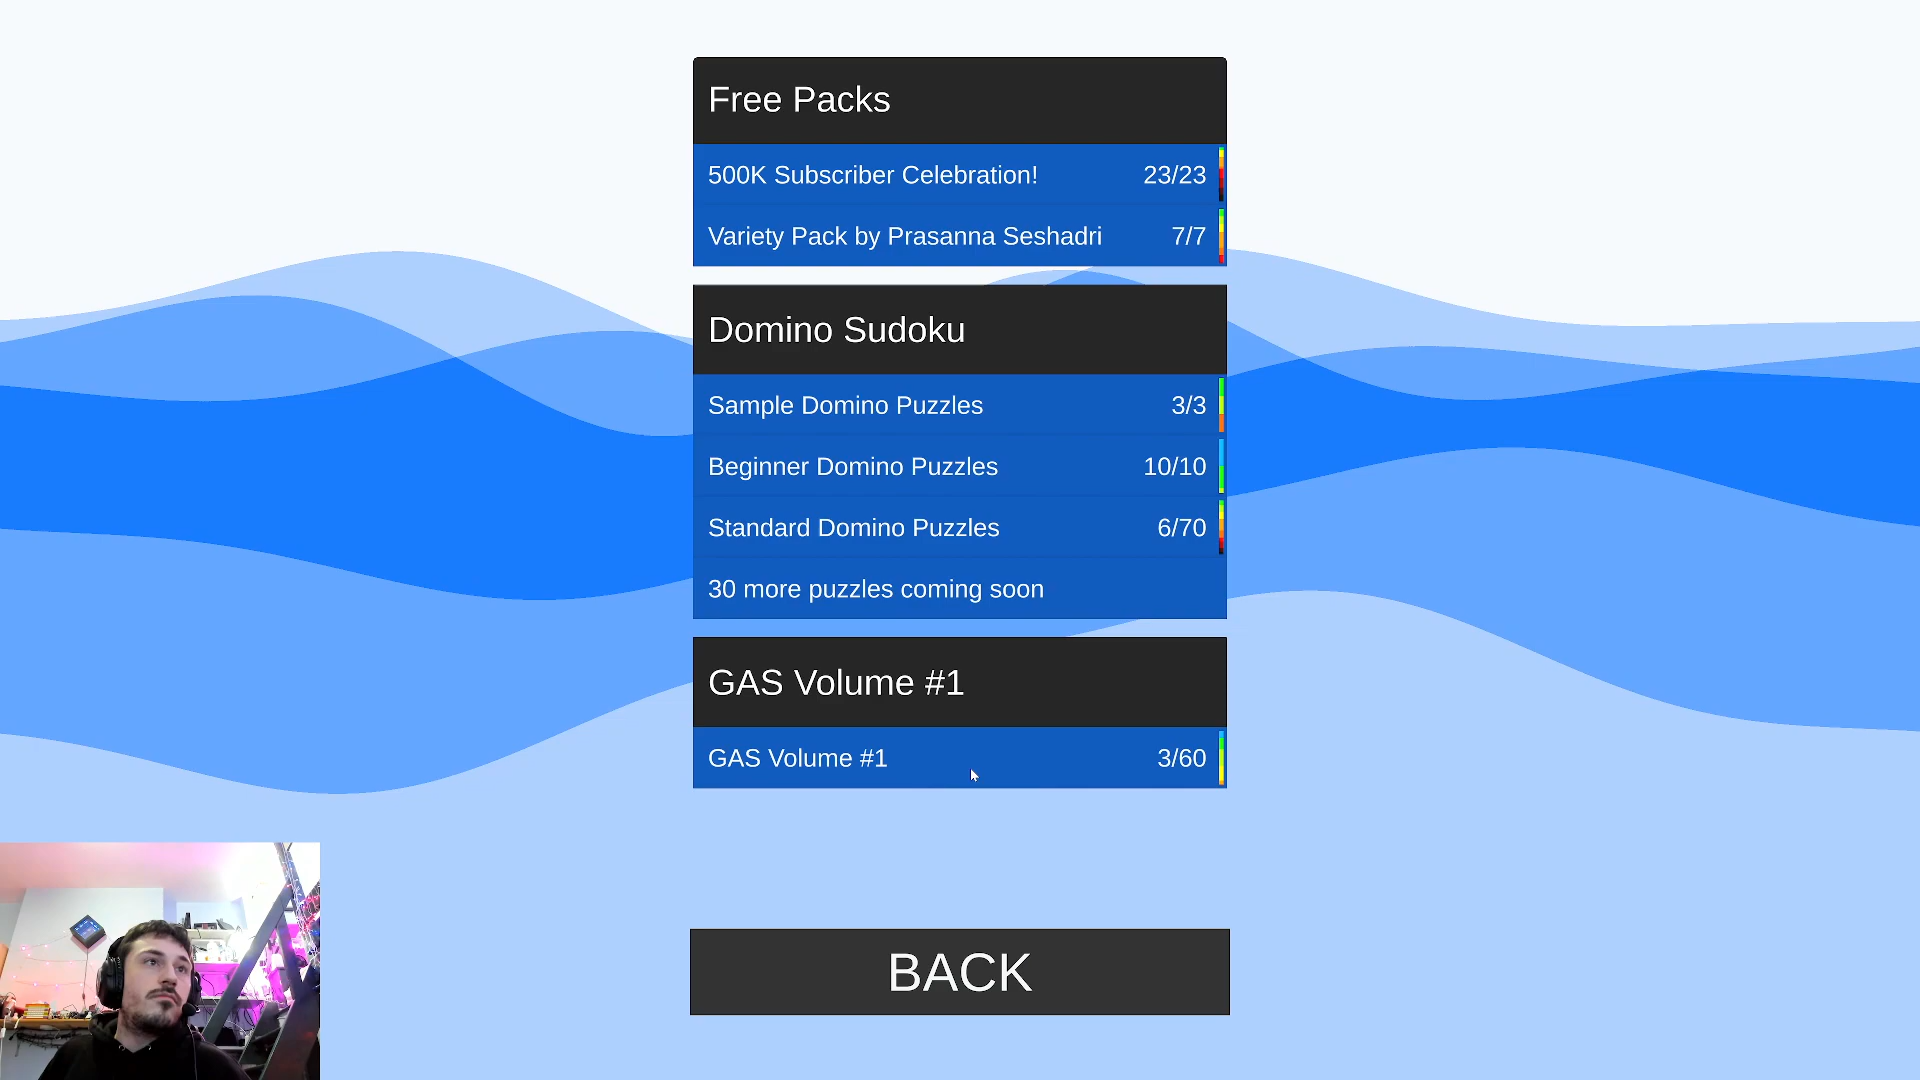 Free Packs
500K Subscriber Celebration! 23/23
Variety Pack by Prasanna Seshadri 7/7
Domino Sudoku
Sample Domino Puzzles 3/3
Beginner Domino Puzzles 10/10
Standard Domino Puzzles 6/70
30 more puzzles coming soon
GAS Volume #1
GAS Volume #1 3/60
BACK